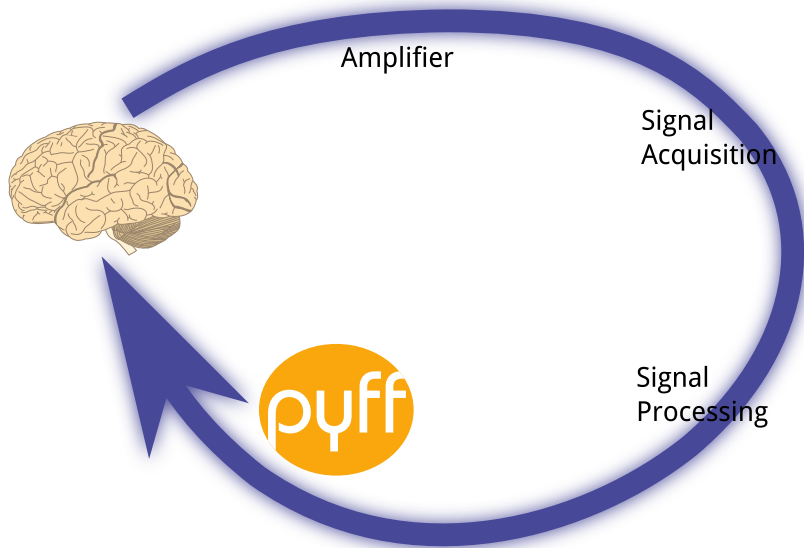 Amplifier
Signal
Acquisition
Signal
Processing
pyff